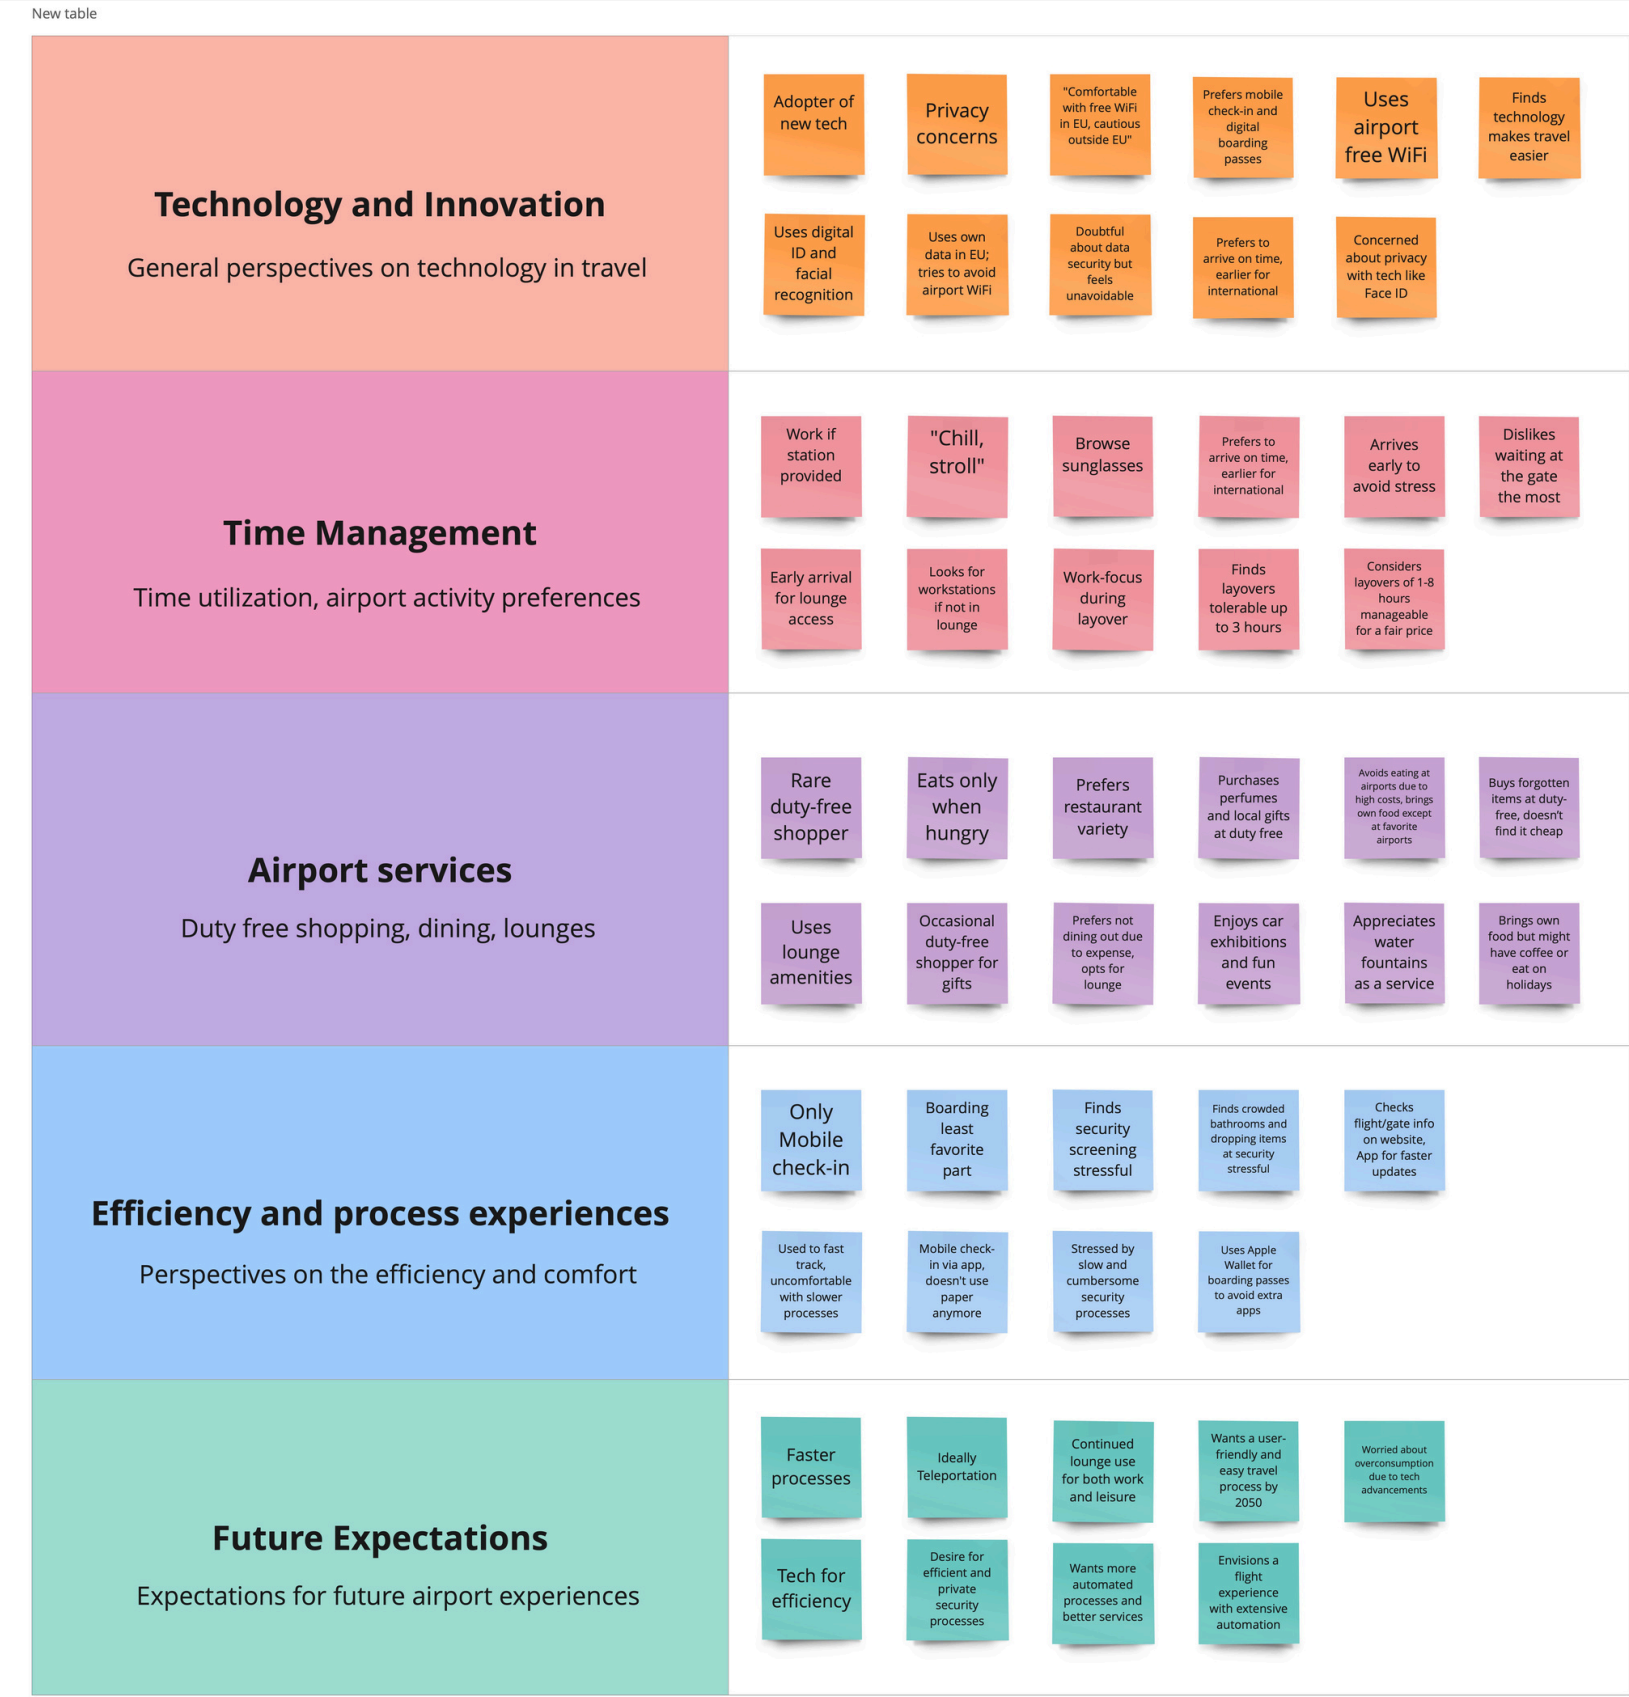 New table
Technology and Innovation
General perspectives on technology in travel
Adopter of
new tech
Privacy
concerns
"Comfortable
with free WiFi
in EU, cautious
outside EU"
Prefers mobile
check-in and
digital
boarding
passes
Uses
airport
free WiFi
Finds
technology
makes travel
easier
Uses digital
ID and
facial
recognition
Uses own
data in EU;
tries to avoid
airport WiFi
Doubtful
about data
security but
feels
unavoidable
Prefers to
arrive on time,
earlier for
international
Concerned
about privacy
with tech like
Face ID
Time Management
Time utilization, airport activity preferences
Work if
station
provided
"Chill,
stroll"
Browse
sunglasses
Prefers to
arrive on time,
earlier for
international
Arrives
early to
avoid stress
Dislikes
waiting at
the gate
the most
Early arrival
for lounge
access
Looks for
workstations
if not in
lounge
Work-focus
during
layover
Finds
layovers
tolerable up
to 3 hours
Considers
layovers of 1-8
hours
manageable
for a fair price
Airport services
Duty free shopping, dining, lounges
Rare
duty-free
shopper
Eats only
when
hungry
Prefers
restaurant
variety
Purchases
perfumes
and local gifts
at duty free
Avoids eating at
airports due to
high costs, brings
own food except
at favorite
airports
Buys forgotten
items at duty-
free, doesn't
find it cheap
Uses
lounge
amenities
Occasional
duty-free
shopper for
gifts
Prefers not
dining out due
to expense,
opts for
lounge
Enjoys car
exhibitions
and fun
events
Appreciates
water
fountains
as a service
Brings own
food but might
have coffee or
eat on
holidays
Efficiency and process experiences
Perspectives on the efficiency and comfort
Only
Mobile
check-in
Boarding
least
favorite
part
Finds
security
screening
stressful
Finds crowded
bathrooms and
dropping items
at security
stressful
Checks
flight/gate info
on website,
App for faster
updates
Used to fast
track,
uncomfortable
with slower
processes
Mobile check-
in via app,
doesn't use
paper
anymore
Stressed by
slow and
cumbersome
security
processes
Uses Apple
Wallet for
boarding passes
to avoid extra
apps
Future Expectations
Expectations for future airport experiences
Faster
processes
Ideally
Teleportation
Continued
lounge use
for both work
and leisure
Wants a user-
friendly and
easy travel
process by
2050
Worried about
overconsumption
due to tech
advancements
Tech for
efficiency
Desire for
efficient and
private
security
processes
Wants more
automated
processes and
better services
Envisions a
flight
experience
with extensive
automation